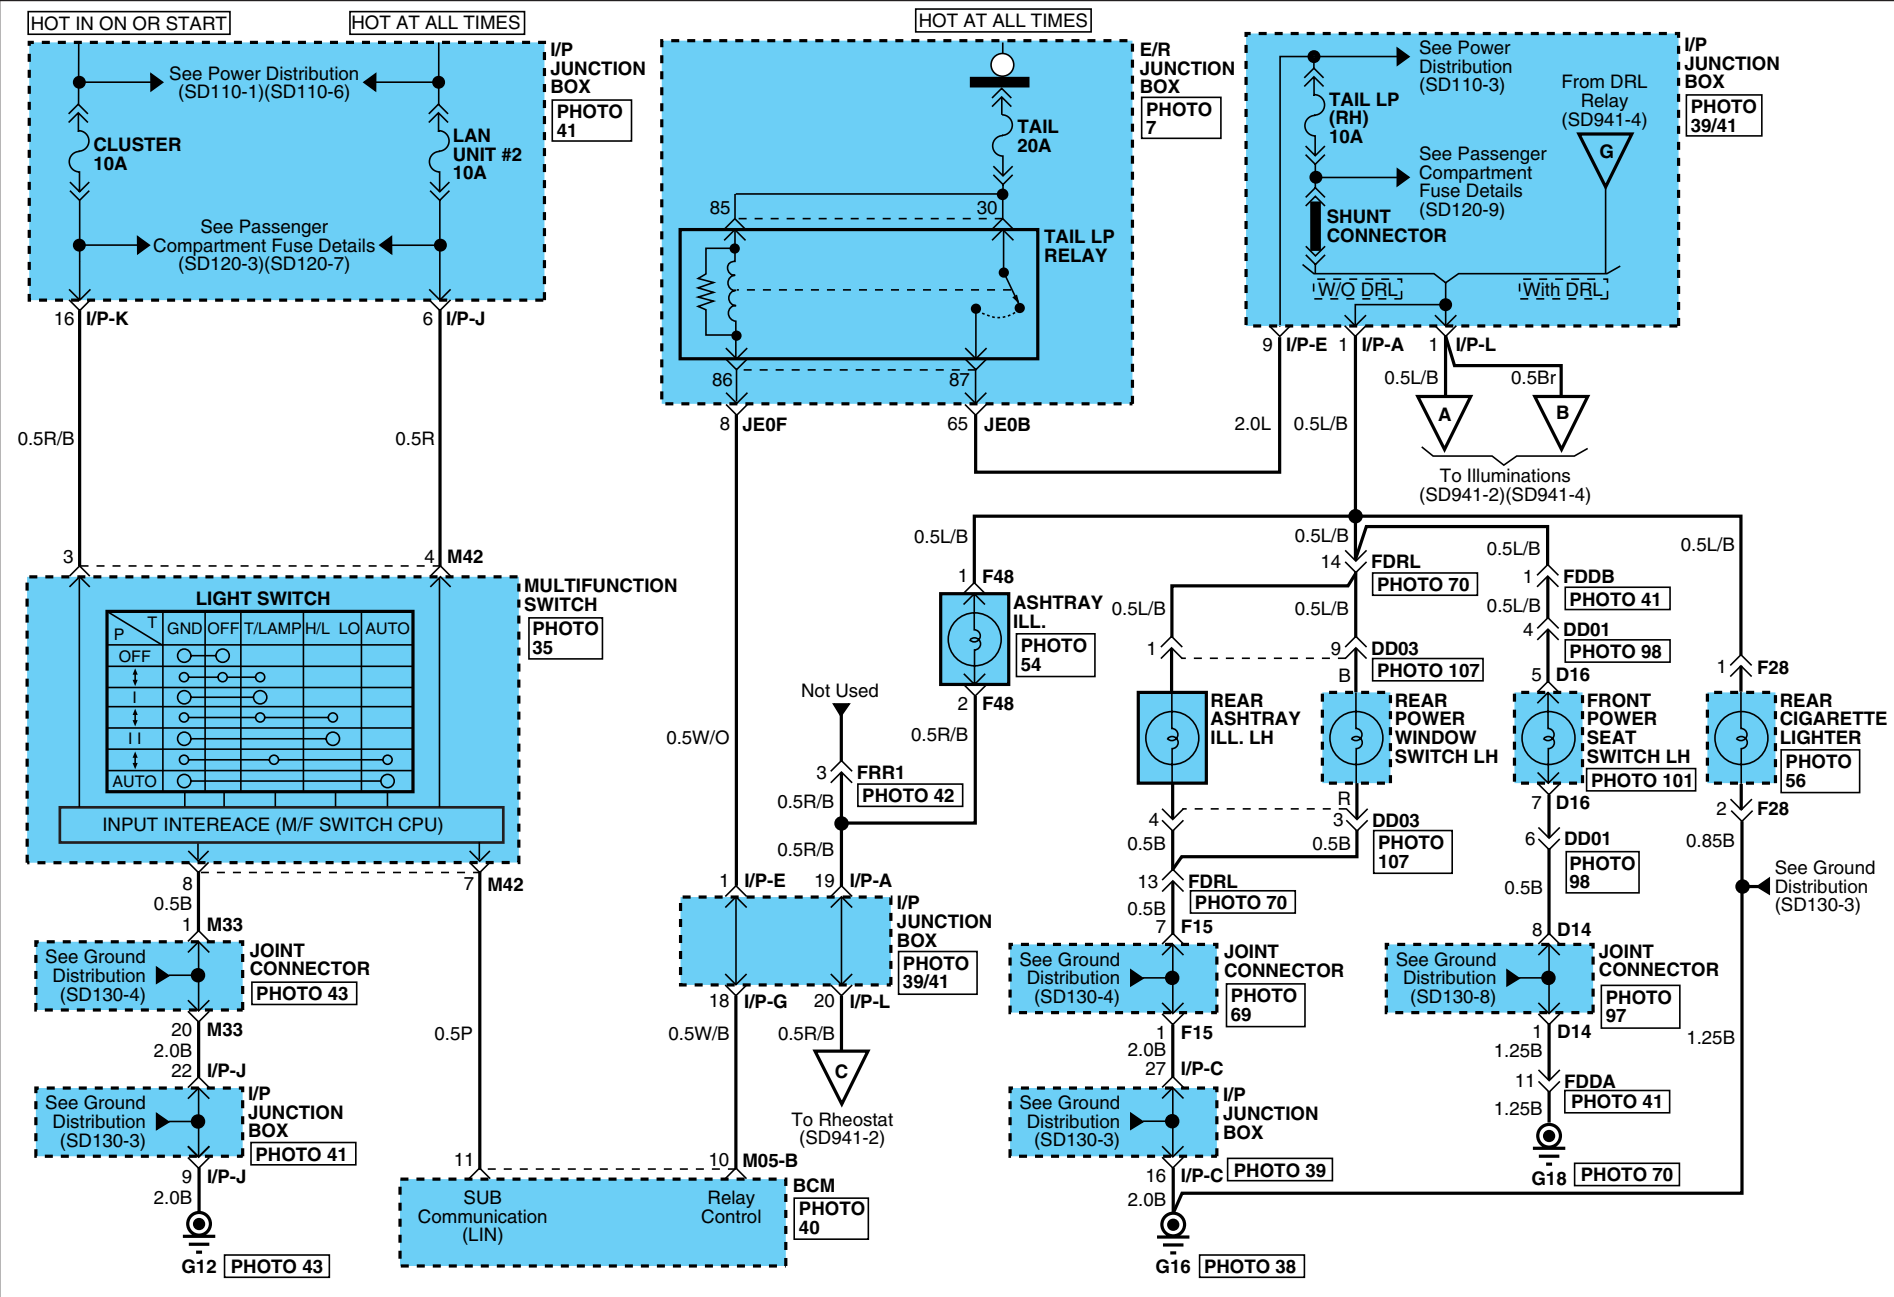 HOT IN ON OR START
HOT AT ALL TIMES
HOT AT ALL TIMES
See Power Distribution
(SD110-1)(SD110-6)
CLUSTER
10A
LAN
UNIT #2
10A
See Passenger
Compartment Fuse Details
(SD120-3)(SD120-7)
I/P
JUNCTION
BOX
PHOTO
41
16 I/P-K
6 I/P-J
0.5R/B
0.5R
TAIL
20A
85
30
TAIL LP
RELAY
86
87
E/R
JUNCTION
BOX
PHOTO
7
8 JE0F
65 JE0B
See Power
Distribution
(SD110-3)
TAIL LP
(RH)
10A
From DRL
Relay
(SD941-4)
G
See Passenger
Compartment
Fuse Details
(SD120-9)
SHUNT
CONNECTOR
W/O DRL
With DRL
I/P
JUNCTION
BOX
PHOTO
39/41
9 I/P-E
1 I/P-A
1 I/P-L
0.5L/B
0.5Br
2.0L
0.5L/B
A
B
To Illuminations
(SD941-2)(SD941-4)
3
4 M42
LIGHT SWITCH
T
P
GND OFF T/LAMP H/L LO AUTO
OFF
I
I I
AUTO
INPUT INTEREACE (M/F SWITCH CPU)
MULTIFUNCTION
SWITCH
PHOTO
35
8
7 M42
0.5B
1 M33
See Ground
Distribution
(SD130-4)
JOINT
CONNECTOR
PHOTO 43
20 M33
2.0B
22 I/P-J
See Ground
Distribution
(SD130-3)
I/P
JUNCTION
BOX
PHOTO 41
9 I/P-J
2.0B
G12 PHOTO 43
0.5P
0.5W/O
1 I/P-E
19 I/P-A
I/P
JUNCTION
BOX
PHOTO
39/41
18 I/P-G
20 I/P-L
0.5W/B
0.5R/B
C
To Rheostat
(SD941-2)
11
10 M05-B
SUB
Communication
(LIN)
Relay
Control
BCM
PHOTO
40
Not Used
3 FRR1
PHOTO 42
0.5R/B
0.5R/B
0.5L/B
1 F48
ASHTRAY
ILL.
PHOTO
54
2 F48
0.5R/B
0.5L/B
14 FDRL
PHOTO 70
0.5L/B
0.5L/B
1
9 DD03
PHOTO 107
B
REAR
ASHTRAY
ILL. LH
REAR
POWER
WINDOW
SWITCH LH
R
4
3 DD03
PHOTO
107
0.5B
0.5B
13 FDRL
PHOTO 70
0.5B
7 F15
See Ground
Distribution
(SD130-4)
JOINT
CONNECTOR
PHOTO
69
1 F15
2.0B
27 I/P-C
See Ground
Distribution
(SD130-3)
I/P
JUNCTION
BOX
PHOTO 39
16 I/P-C
2.0B
G16 PHOTO 38
0.5L/B
1 FDDB
PHOTO 41
0.5L/B
4 DD01
PHOTO 98
5 D16
FRONT
POWER
SEAT
SWITCH LH
PHOTO 101
7 D16
6 DD01
PHOTO
98
0.5B
8 D14
See Ground
Distribution
(SD130-8)
JOINT
CONNECTOR
PHOTO
97
1 D14
1.25B
11 FDDA
PHOTO 41
1.25B
G18 PHOTO 70
0.5L/B
1 F28
REAR
CIGARETTE
LIGHTER
PHOTO
56
2 F28
0.85B
See Ground
Distribution
(SD130-3)
1.25B